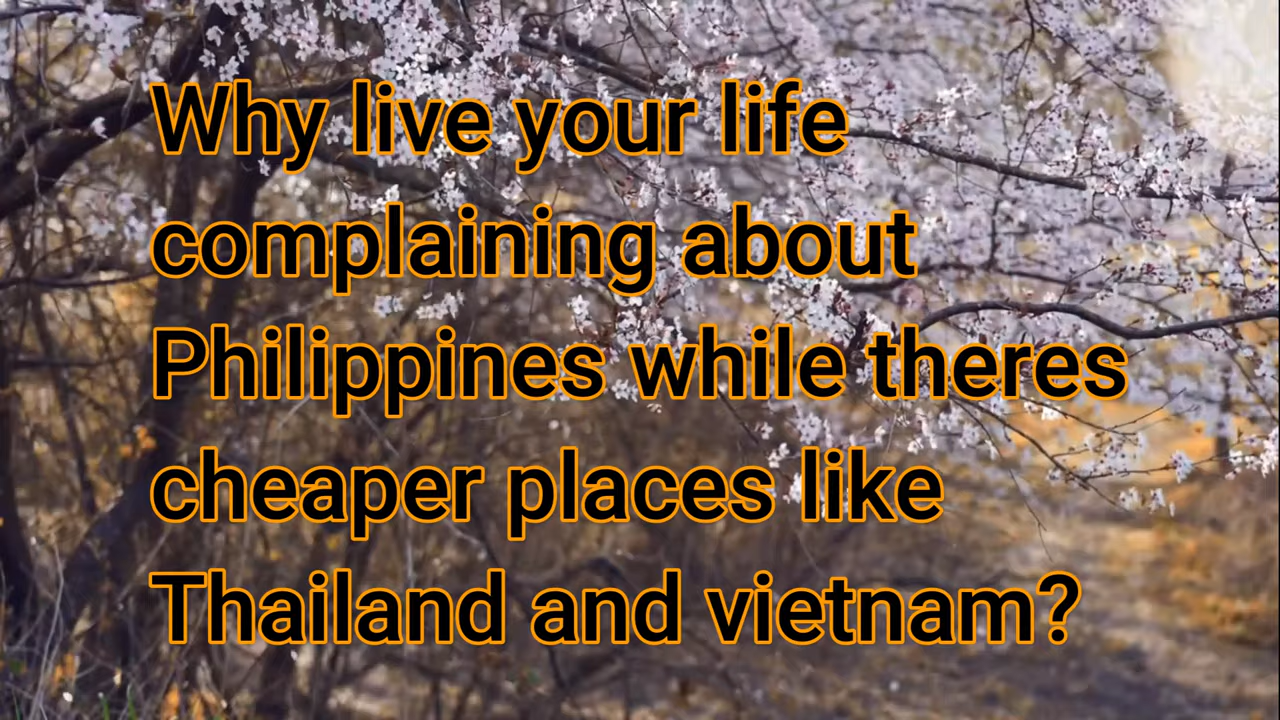 Why live your life
complaining about
Philippines while theres
cheaper places like
Thailand and vietnam?